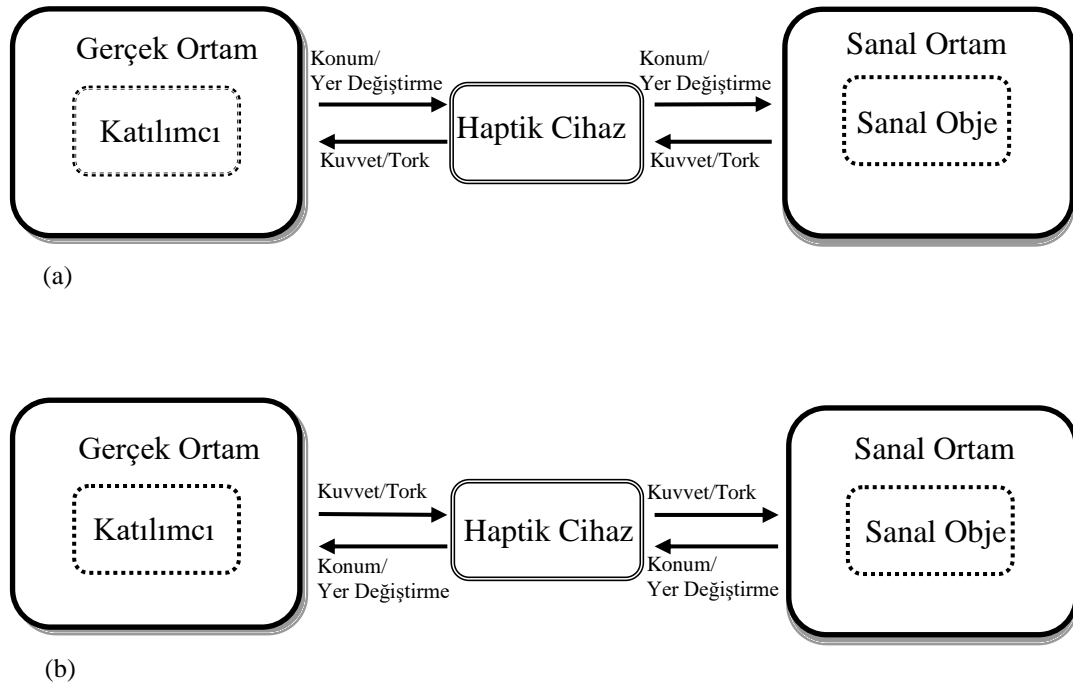 Gerçek Ortam
Katılımcı
Konum/
Yer Değiştirme
Kuvvet/Tork
Haptik Cihaz
Konum/
Yer Değiştirme
Kuvvet/Tork
Sanal Ortam
Sanal Obje
(a)
Gerçek Ortam
Katılımcı
Kuvvet/Tork
Konum/
Yer Değiştirme
Haptik Cihaz
Kuvvet/Tork
Konum/
Yer Değiştirme
Sanal Ortam
Sanal Obje
(b)